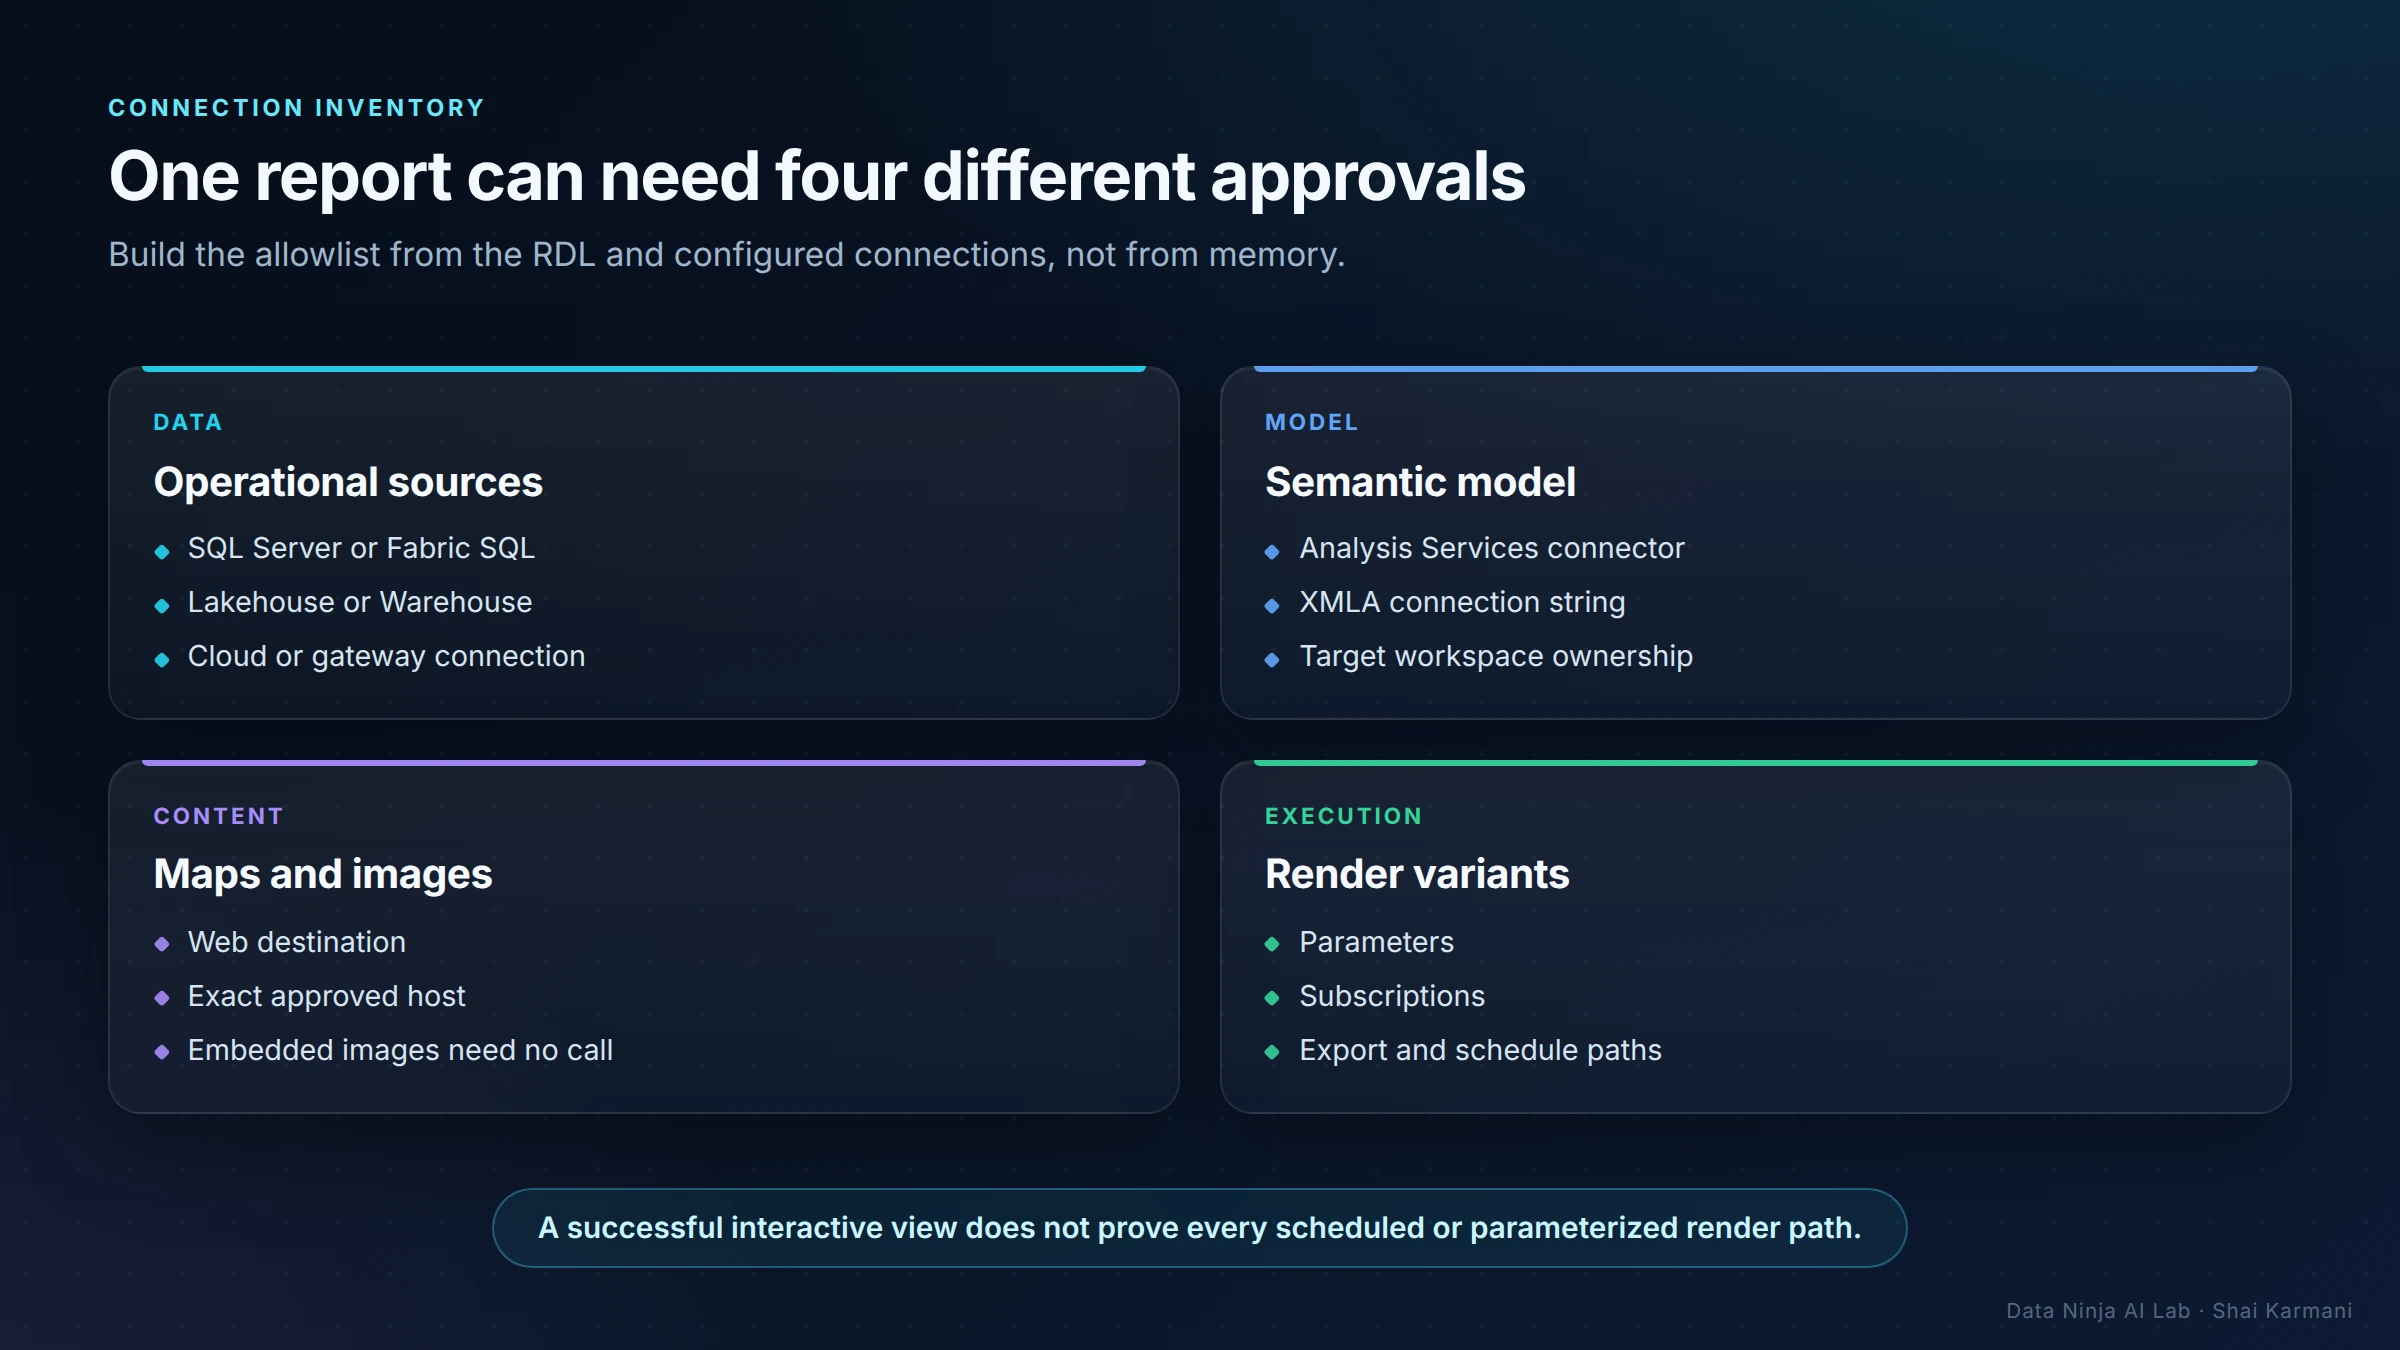 CONNECTION INVENTORY
One report can need four different approvals
Build the allowlist from the RDL and configured connections, not from memory.
DATA
Operational sources
SQL Server or Fabric SQL
Lakehouse or Warehouse
Cloud or gateway connection
MODEL
Semantic model
Analysis Services connector
XMLA connection string
Target workspace ownership
CONTENT
Maps and images
Web destination
Exact approved host
Embedded images need no call
EXECUTION
Render variants
Parameters
Subscriptions
Export and schedule paths
A successful interactive view does not prove every scheduled or parameterized render path.
Data Ninja AI Lab · Shai Karmani